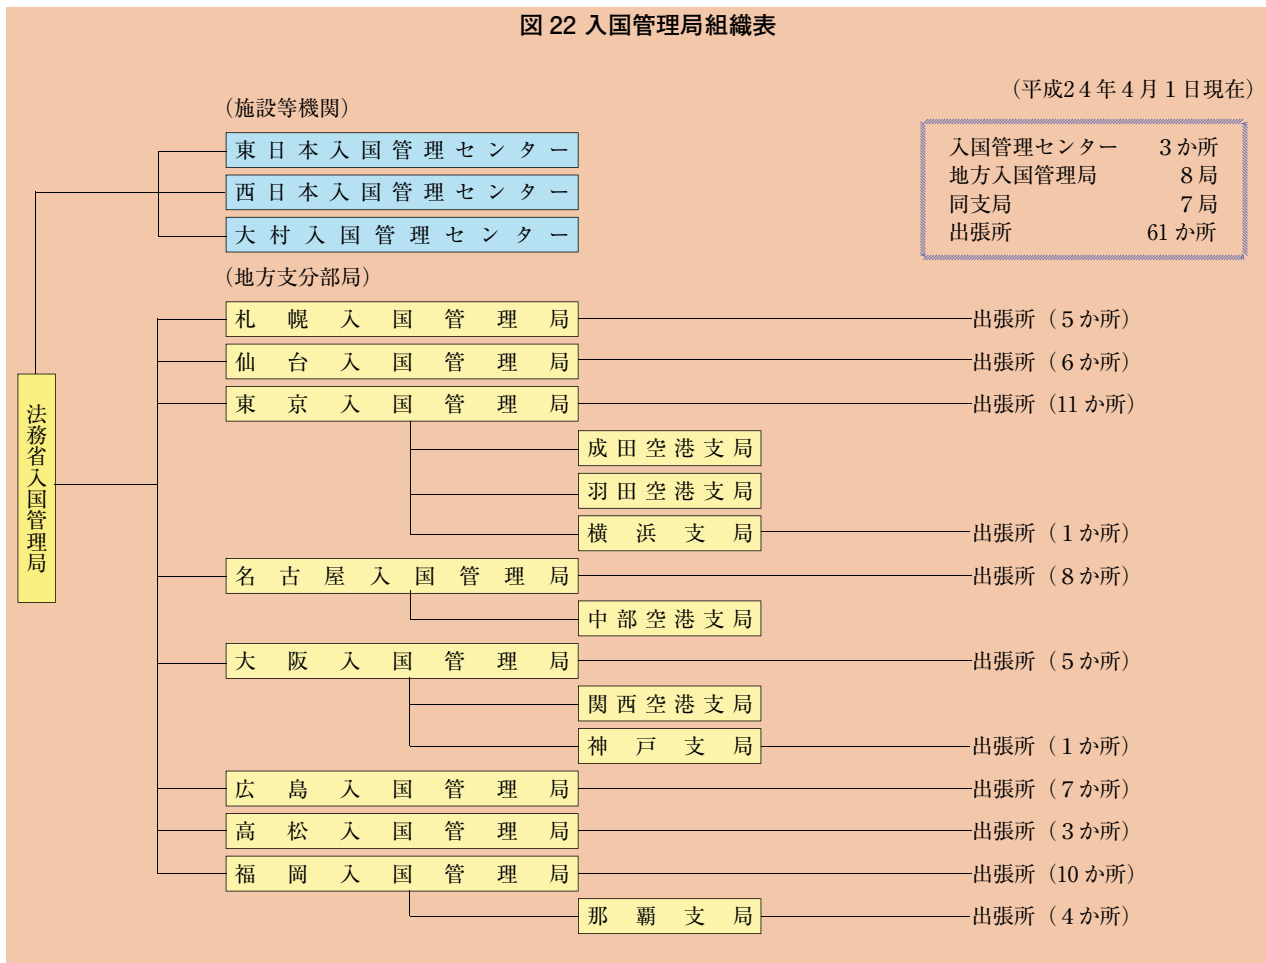 図 22 入国管理局組織表
（平成24年4月1日現在）
（施設等機関）
東日本入国管理センター
西日本入国管理センター
大村入国管理センター
入国管理センター 3か所
地方入国管理局 8局
同支局 7局
出張所 61か所
（地方支分部局）
法務省入国管理局
札幌入国管理局 出張所（5か所）
仙台入国管理局 出張所（6か所）
東京入国管理局 出張所（11か所）
成田空港支局
羽田空港支局
横浜支局 出張所（1か所）
名古屋入国管理局 出張所（8か所）
中部空港支局
大阪入国管理局 出張所（5か所）
関西空港支局
神戸支局 出張所（1か所）
広島入国管理局 出張所（7か所）
高松入国管理局 出張所（3か所）
福岡入国管理局 出張所（10か所）
那覇支局 出張所（4か所）